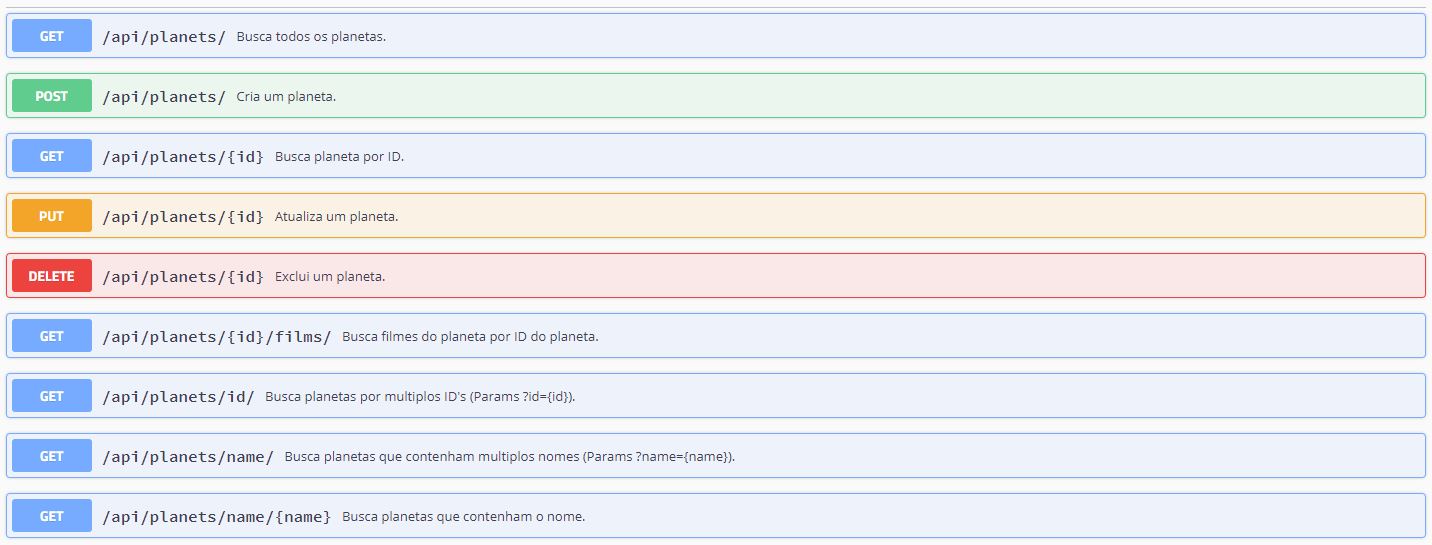 GET /api/planets/ Busca todos os planetas.
POST /api/planets/ Cria um planeta.
GET /api/planets/{id} Busca planeta por ID.
PUT /api/planets/{id} Atualiza um planeta.
DELETE /api/planets/{id} Exclui um planeta.
GET /api/planets/{id}/films/ Busca filmes do planeta por ID do planeta.
GET /api/planets/id/ Busca planetas por multiplos ID's (Params ?id={id}).
GET /api/planets/name/ Busca planetas que contenham multiplos nomes (Params ?name={name}).
GET /api/planets/name/{name} Busca planetas que contenham o nome.